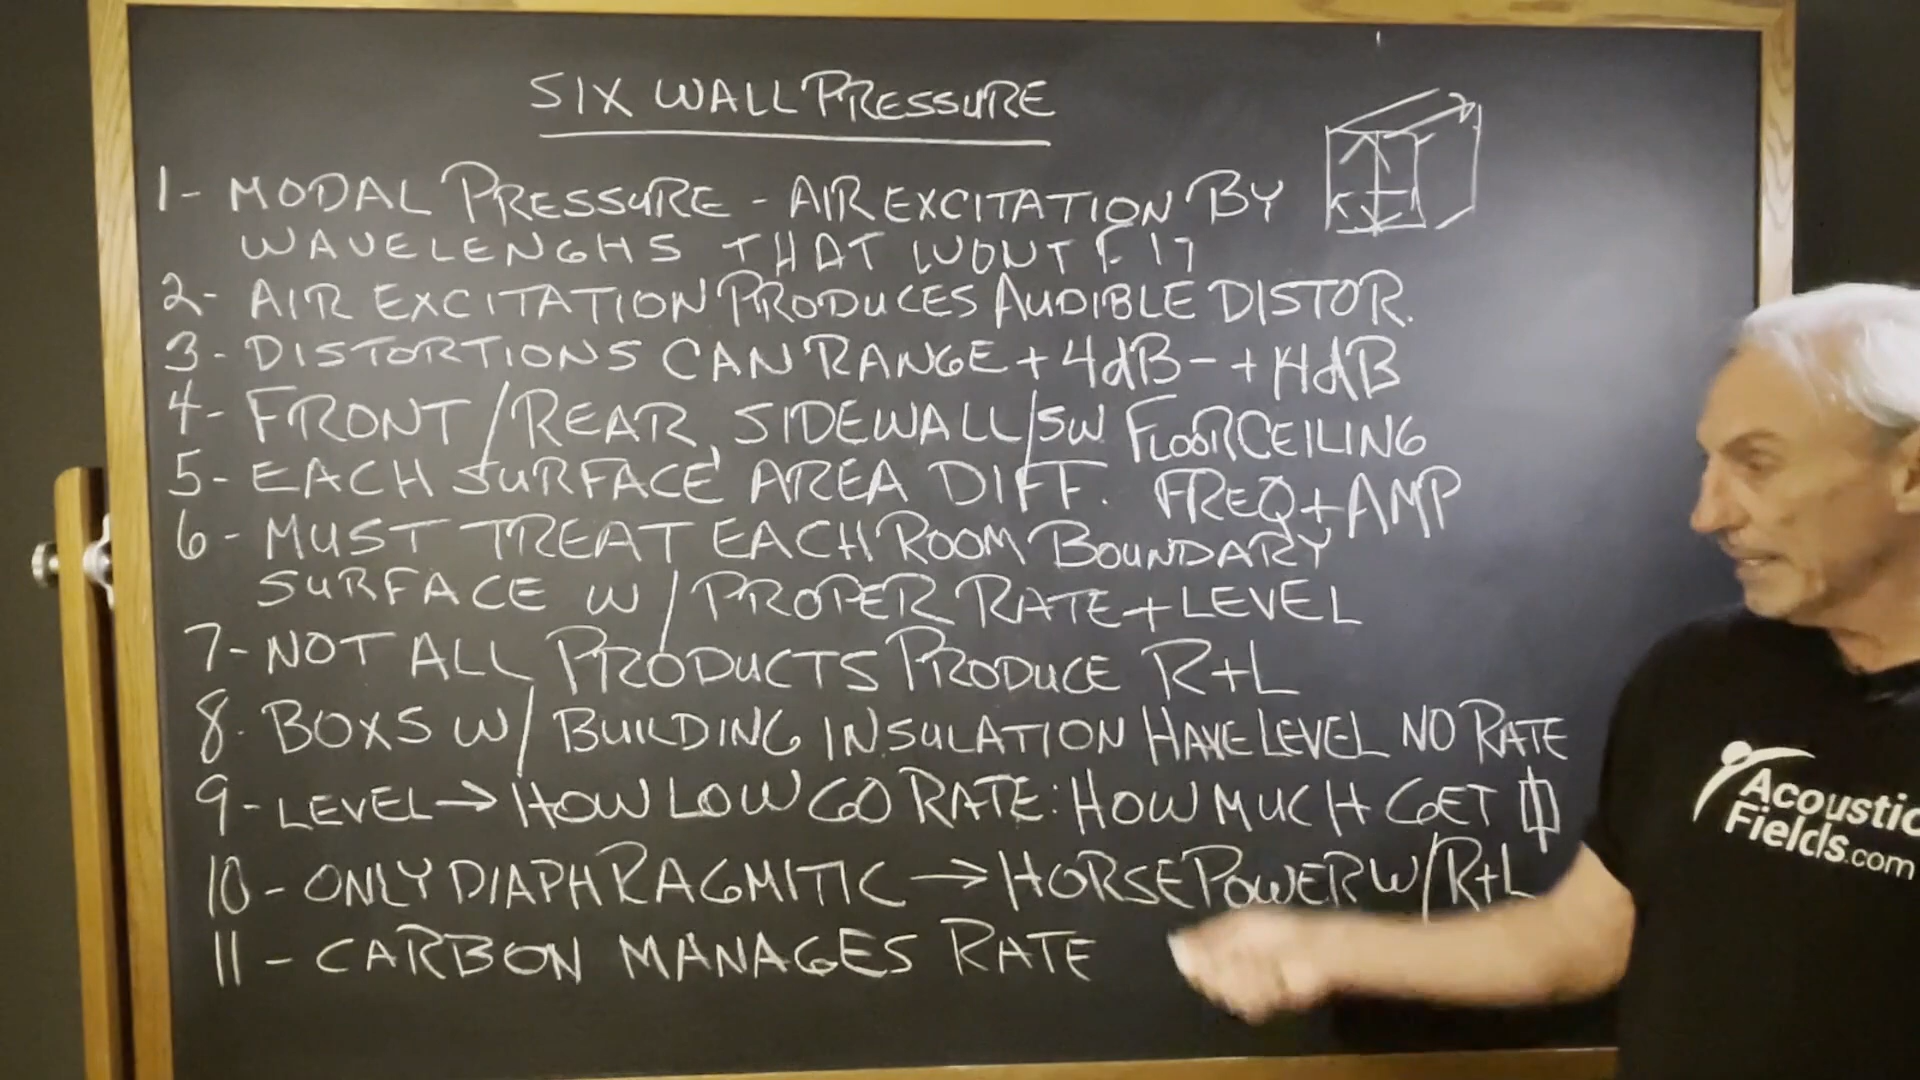 SIX WALL PRESSURE
1- MODAL PRESSURE - AIR EXCITATION BY
WAVELENGHS THAT WONT FIT
2- AIR EXCITATION PRODUCES AUDIBLE DISTOR.
3- DISTORTIONS CAN RANGE +4dB - +14dB
4- FRONT/REAR, SIDEWALL/SW FLOOR CEILING
5- EACH SURFACE AREA DIFF. FREQ+AMP
6- MUST TREAT EACH ROOM BOUNDARY
SURFACE W/PROPER RATE+LEVEL
7- NOT ALL PRODUCTS PRODUCE R+L
8- BOXS W/ BUILDING INSULATION HAVE LEVEL NO RATE
9- LEVEL→ HOW LOW GO RATE: HOW MUCH GET
10- ONLY DIAPHRAGMITIC → HORSEPOWER W/R+L
11- CARBON MANAGES RATE
Acoustic
Fields.com